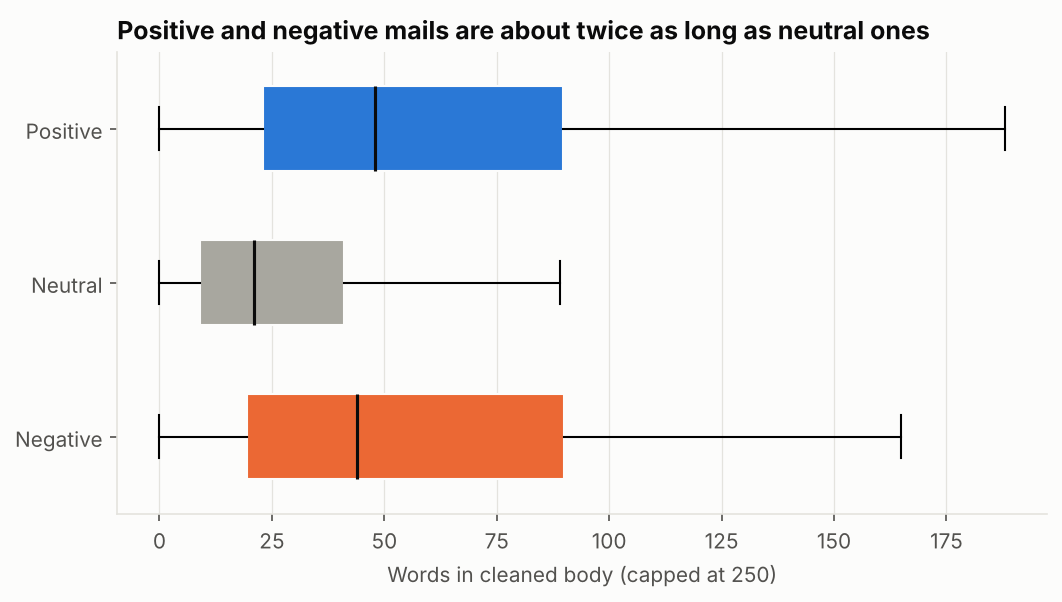 Positive and negative mails are about twice as long as neutral ones
Positive
Neutral
Negative
0 25 50 75 100 125 150 175
Words in cleaned body (capped at 250)